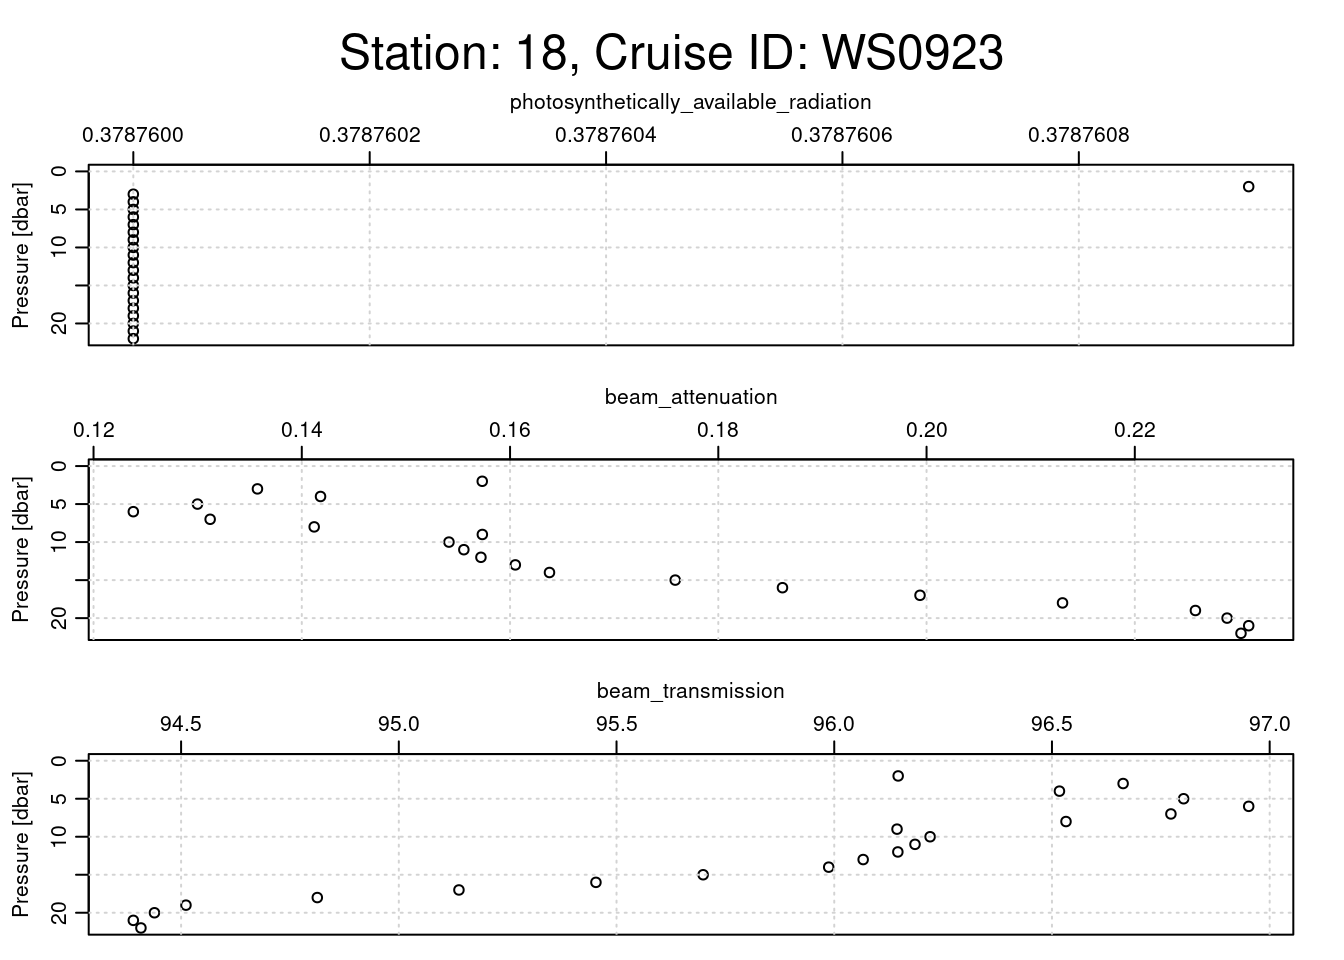 Station: 18, Cruise ID: WS0923
photosynthetically_available_radiation
0.3787600 0.3787602 0.3787604 0.3787606 0.3787608
0
5
10
20
Pressure [dbar]
beam_attenuation
0.12 0.14 0.16 0.18 0.20 0.22
0
5
10
20
Pressure [dbar]
beam_transmission
94.5 95.0 95.5 96.0 96.5 97.0
0
5
10
20
Pressure [dbar]